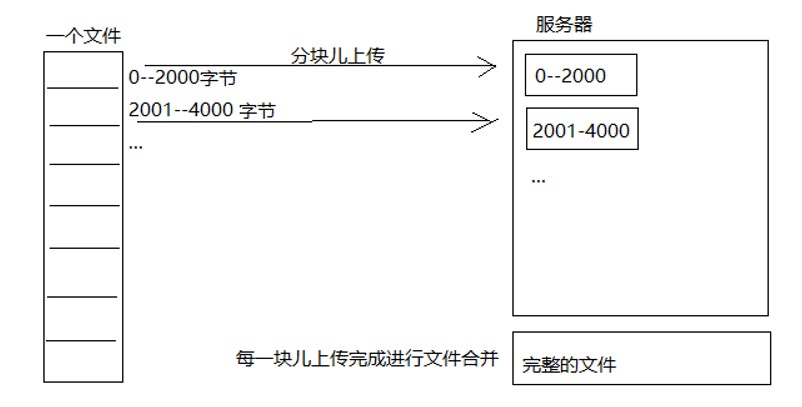 一个文件
服务器
分块儿上传
0--2000字节
0--2000
2001--4000 字节
2001-4000
...
...
每一块儿上传完成进行文件合并
完整的文件